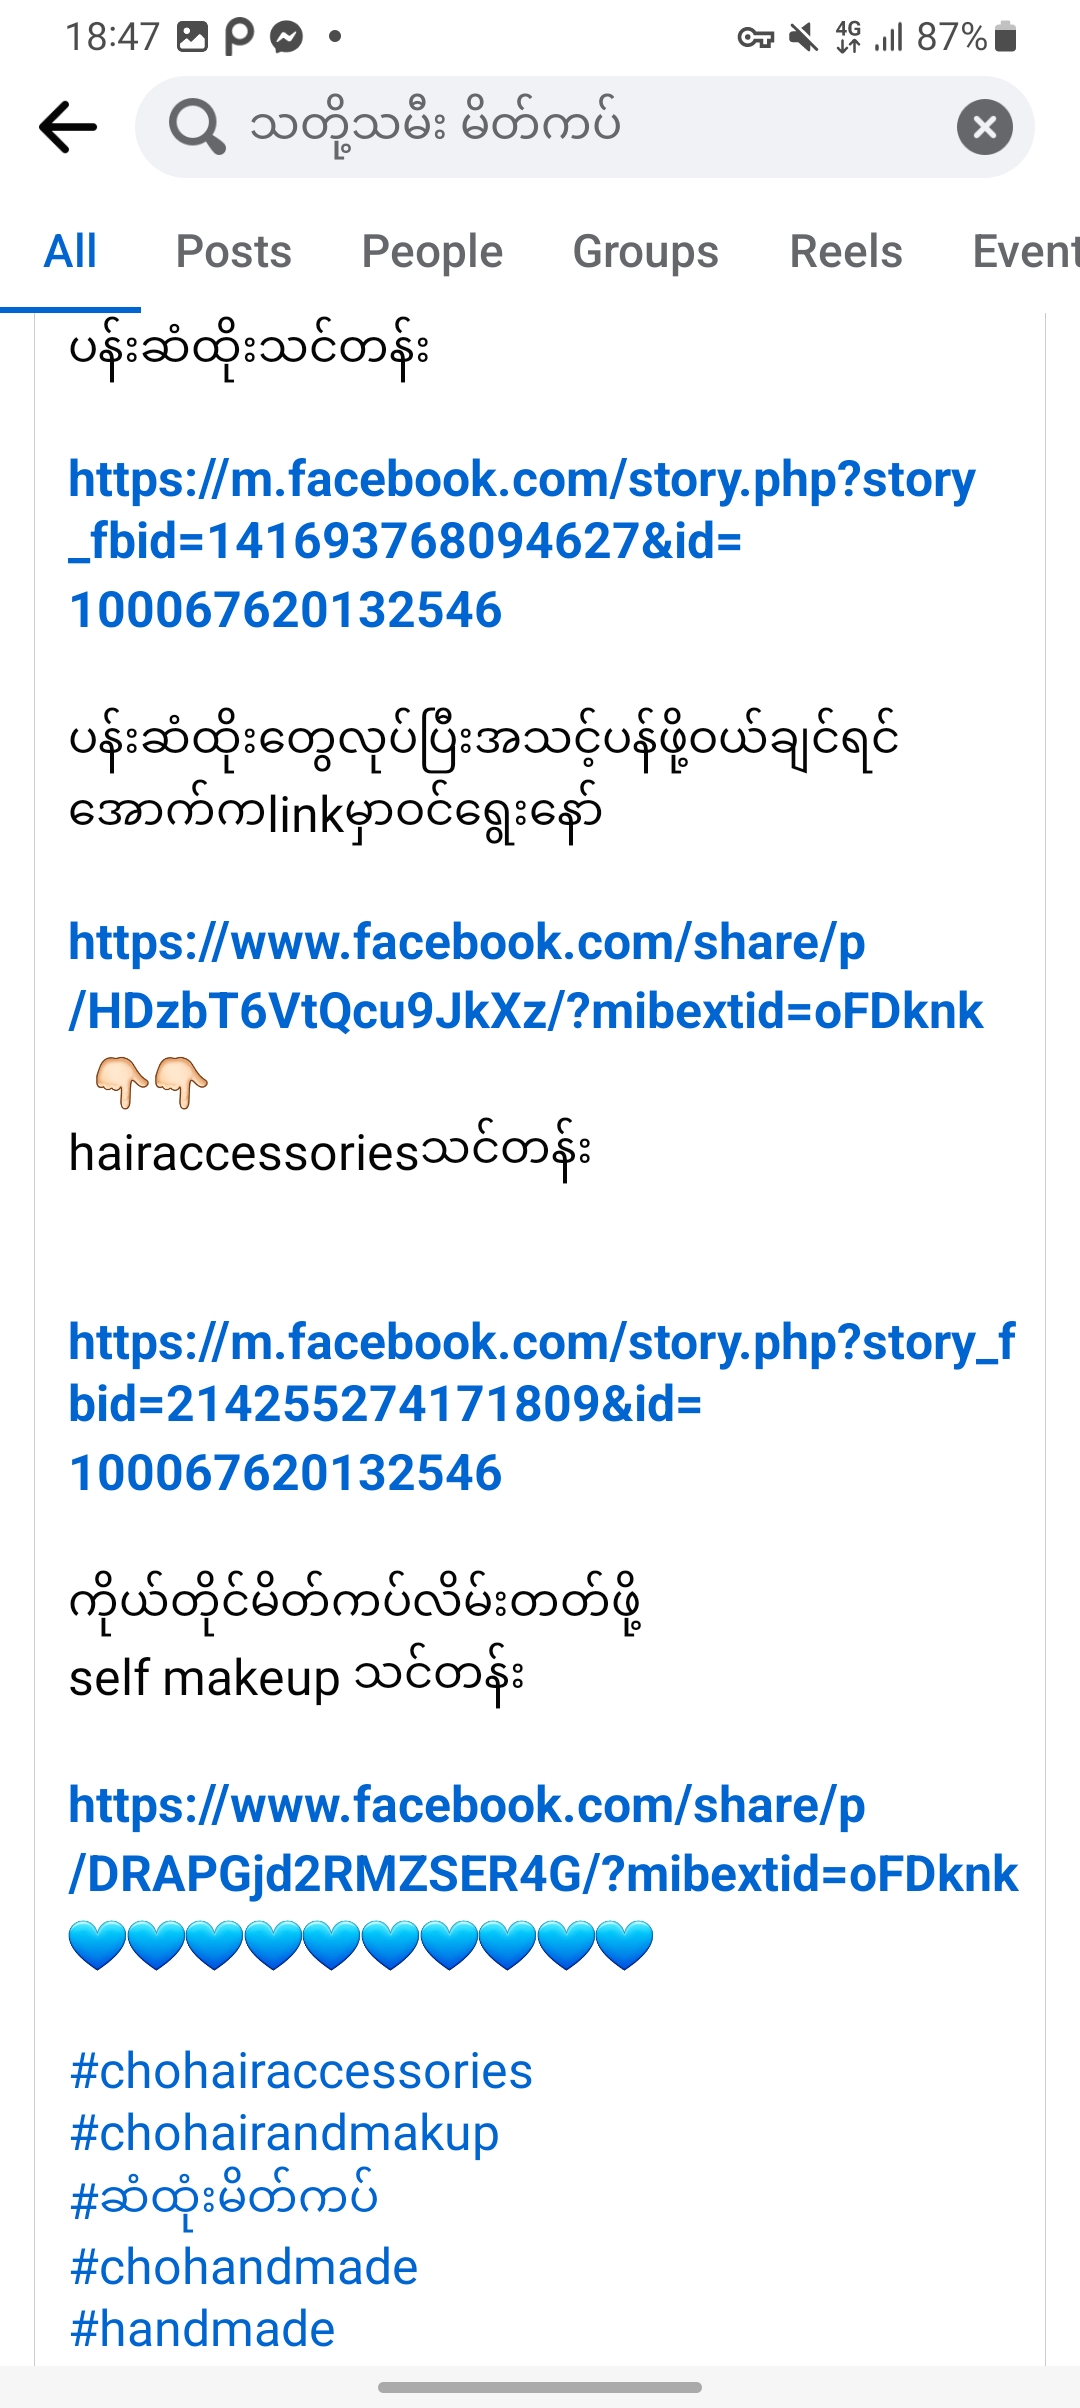 18:47
4G 87%
သတို့သမီး မိတ်ကပ်
All Posts People Groups Reels Event
ပန်းဆံထိုးသင်တန်း
https://m.facebook.com/story.php?story
_fbid=141693768094627&id=
100067620132546
ပန်းဆံထိုးတွေလုပ်ပြီးအသင့်ပန်ဖို့ဝယ်ချင်ရင်
အောက်ကlinkမှာဝင်ရွေးနော်
https://www.facebook.com/share/p
/HDzbT6VtQcu9JkXz/?mibextid=oFDknk
👇🏻👇🏻
hairaccessoriesသင်တန်း
https://m.facebook.com/story.php?story_f
bid=214255274171809&id=
100067620132546
ကိုယ်တိုင်မိတ်ကပ်လိမ်းတတ်ဖို့
self makeup သင်တန်း
https://www.facebook.com/share/p
/DRAPGjd2RMZSER4G/?mibextid=oFDknk
💙💙💙💙💙💙💙💙💙💙
#chohairaccessories
#chohairandmakup
#ဆံထုံးမိတ်ကပ်
#chohandmade
#handmade